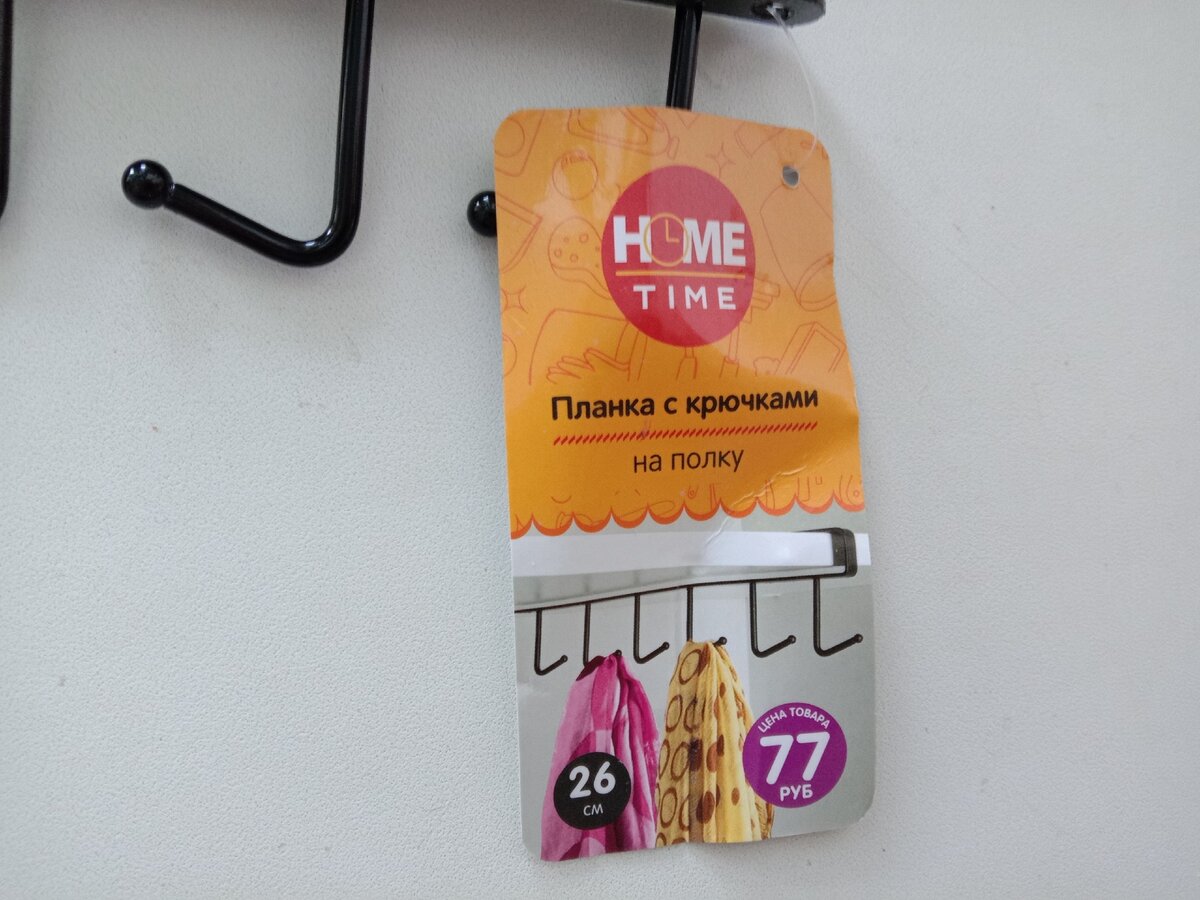 HOME
TIME
Планка с крючками
на полку
26
СМ
ЦЕНА ТОВАРА
77
РУБ